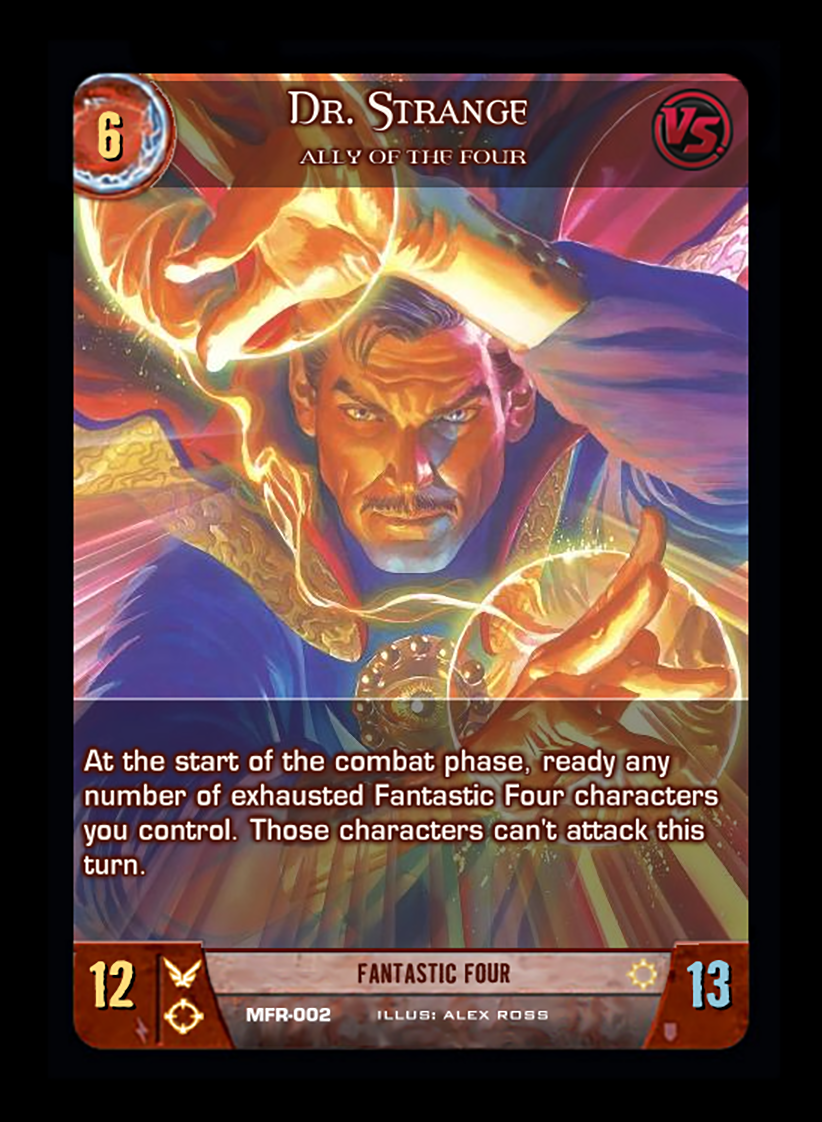 6
DR. STRANGE
ALLY OF THE FOUR
VS.
At the start of the combat phase, ready any
number of exhausted Fantastic Four characters
you control. Those characters can't attack this
turn.
12
FANTASTIC FOUR
13
MFR-002 ILLUS: ALEX ROSS